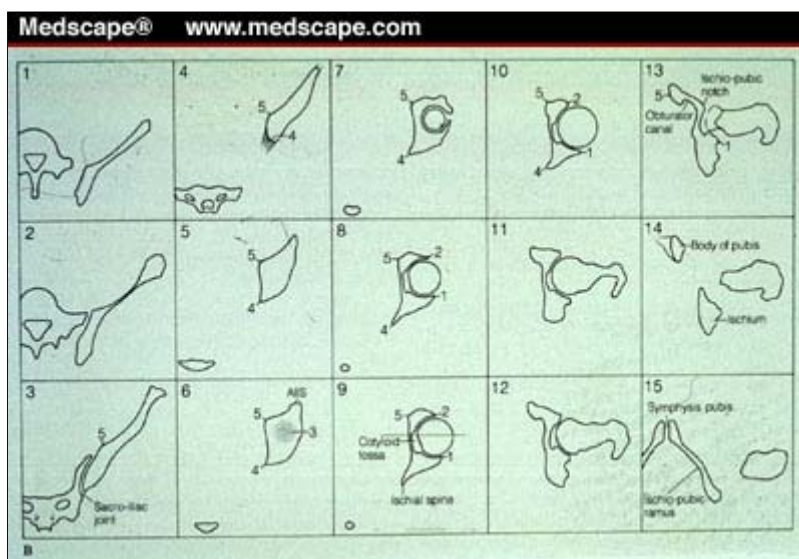 Medscape® www.medscape.com
1
4
5
4
7
5
4
10
5
2
4
1
13
Ischio-pubic
notch
5
Obturator
canal
1
2
5
5
4
8
5
2
4
1
11
14
Body of pubis
Ischium
3
5
Sacro-iliac
joint
6
AIIS
5
3
4
9
5
2
Cotyloid
fossa
1
Ischial spine
12
15
Symphysis pubis
Ischio-pubic
ramus
B